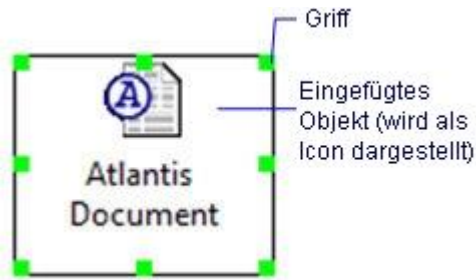 Griff
Eingefügtes
Objekt (wird als
Icon dargestellt)
A
Atlantis
Document